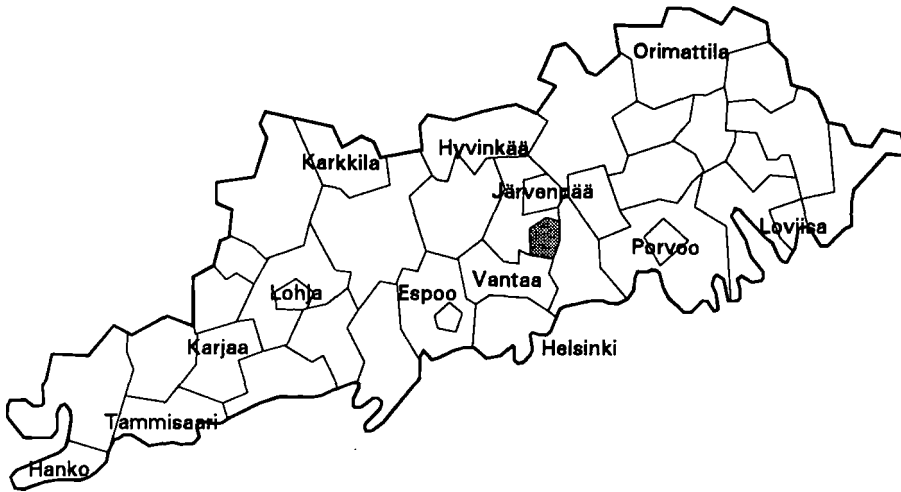 Orimattila
Hyvinkää
Karkkila
Järvenpää
Loviisa
Porvoo
Vantaa
Lohja
Espoo
Karjaa
Helsinki
Tammisaari
Hanko